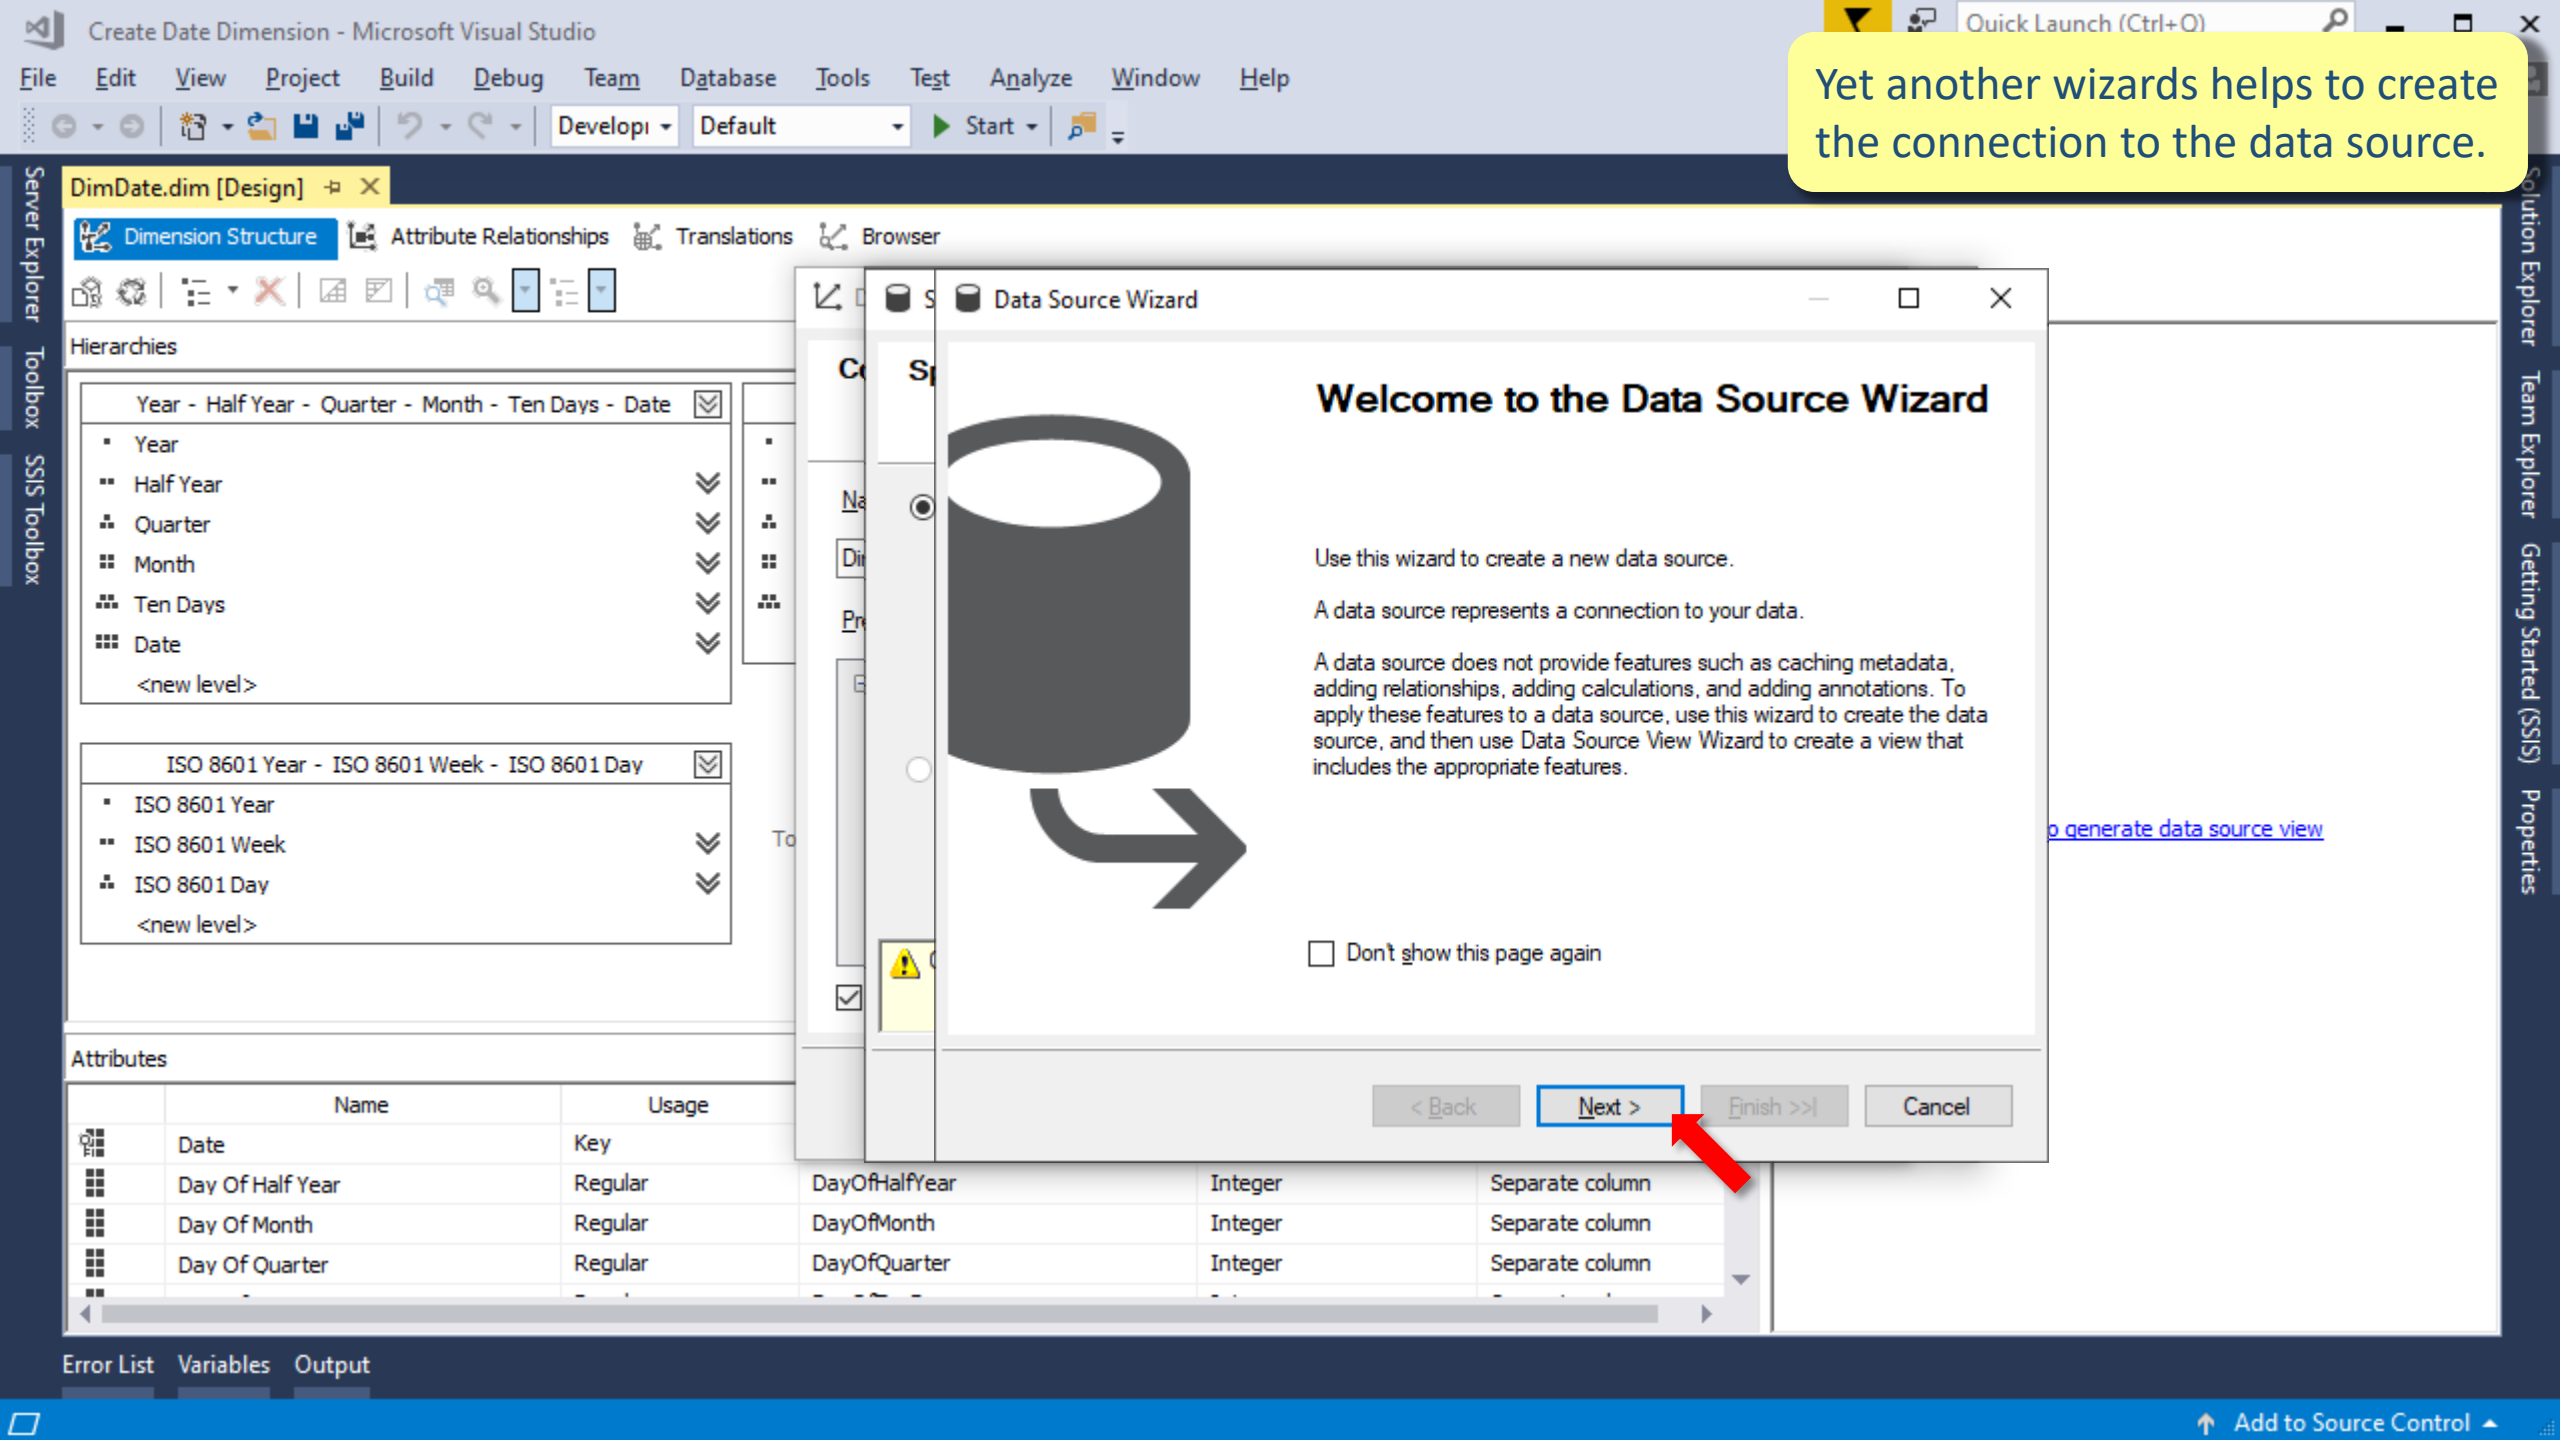 Create Date Dimension - Microsoft Visual Studio
Quick Launch (Ctrl+Q)
File Edit View Project Build Debug Team Database Tools Test Analyze Window Help
Default Start
Yet another wizards helps to create
the connection to the data source.
Server Explorer
Toolbox
SSIS Toolbox
DimDate.dim [Design]
Dimension Structure Attribute Relationships Translations Browser
Hierarchies
Year - Half Year - Quarter - Month - Ten Days - Date
Year
Half Year
Quarter
Month
Ten Days
Date
<new level>
ISO 8601 Year - ISO 8601 Week - ISO 8601 Day
ISO 8601 Year
ISO 8601 Week
ISO 8601 Day
<new level>
To
Data Source Wizard
Welcome to the Data Source Wizard
Use this wizard to create a new data source.
A data source represents a connection to your data.
A data source does not provide features such as caching metadata,
adding relationships, adding calculations, and adding annotations. To
apply these features to a data source, use this wizard to create the data
source, and then use Data Source View Wizard to create a view that
includes the appropriate features.
Don't show this page again
< Back Next > Finish >>| Cancel
generate data source view
Attributes
Name Usage
Date Key
Day Of Half Year Regular DayOfHalfYear Integer Separate column
Day Of Month Regular DayOfMonth Integer Separate column
Day Of Quarter Regular DayOfQuarter Integer Separate column
Solution Explorer
Team Explorer
Getting Started (SSIS)
Properties
Error List Variables Output
Add to Source Control